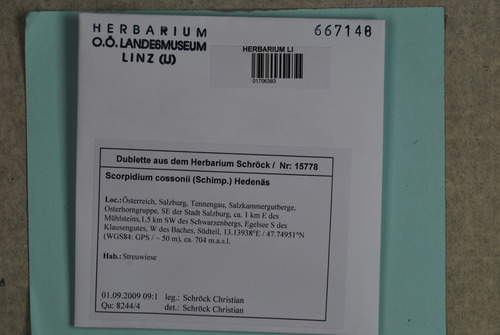 HERBARIUM
O.Ö. LANDESMUSEUM
LINZ (U)
667148
HERBARIUM LI
01706383
Dublette aus dem Herbarium Schröck / Nr: 15778
Scorpidium cossonii (Schimp.) Hedenäs
Loc.: Österreich, Salzburg, Tennengau, Salzkammergutberge,
Osterhorngruppe, SE der Stadt Salzburg, ca. 1 km E des
Mühlsteins, 1,5 km SW des Schwarzenbergs, Egelsee S des
Klausengutes, W des Baches, Südteil, 13.13938°E / 47.74951°N
(WGS84: GPS / ~ 50 m), ca. 704 m.a.s.l.
Hab.: Streuwiese
01.09.2009 09:1 leg.: Schröck Christian
Qu: 8244/4 det.: Schröck Christian